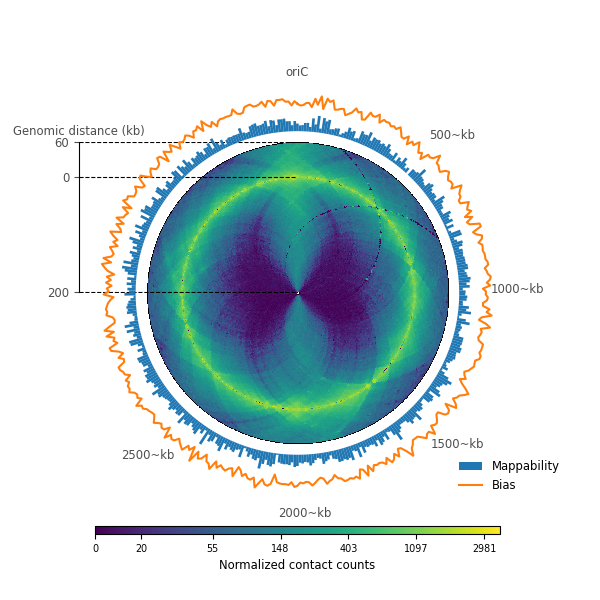 oriC
Genomic distance (kb)
500~kb
60
0
200
1000~kb
1500~kb
2500~kb
Mappability
Bias
2000~kb
0 20 55 148 403 1097 2981
Normalized contact counts